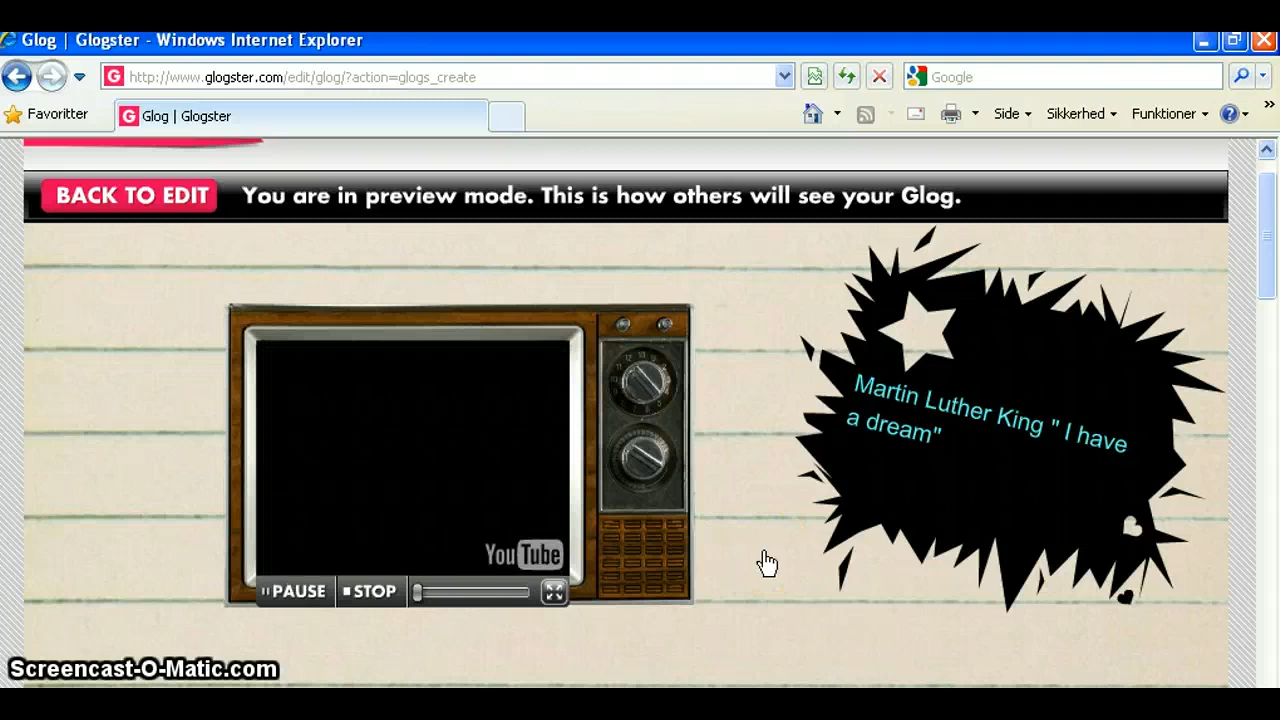 Glog | Glogster - Windows Internet Explorer
http://www.glogster.com/edit/glog/?action=glogs_create
Google
Favoritter
Glog | Glogster
Side
Sikkerhed
Funktioner
BACK TO EDIT
You are in preview mode. This is how others will see your Glog.
Martin Luther King " I have
a dream"
YouTube
PAUSE
STOP
Screencast-O-Matic.com